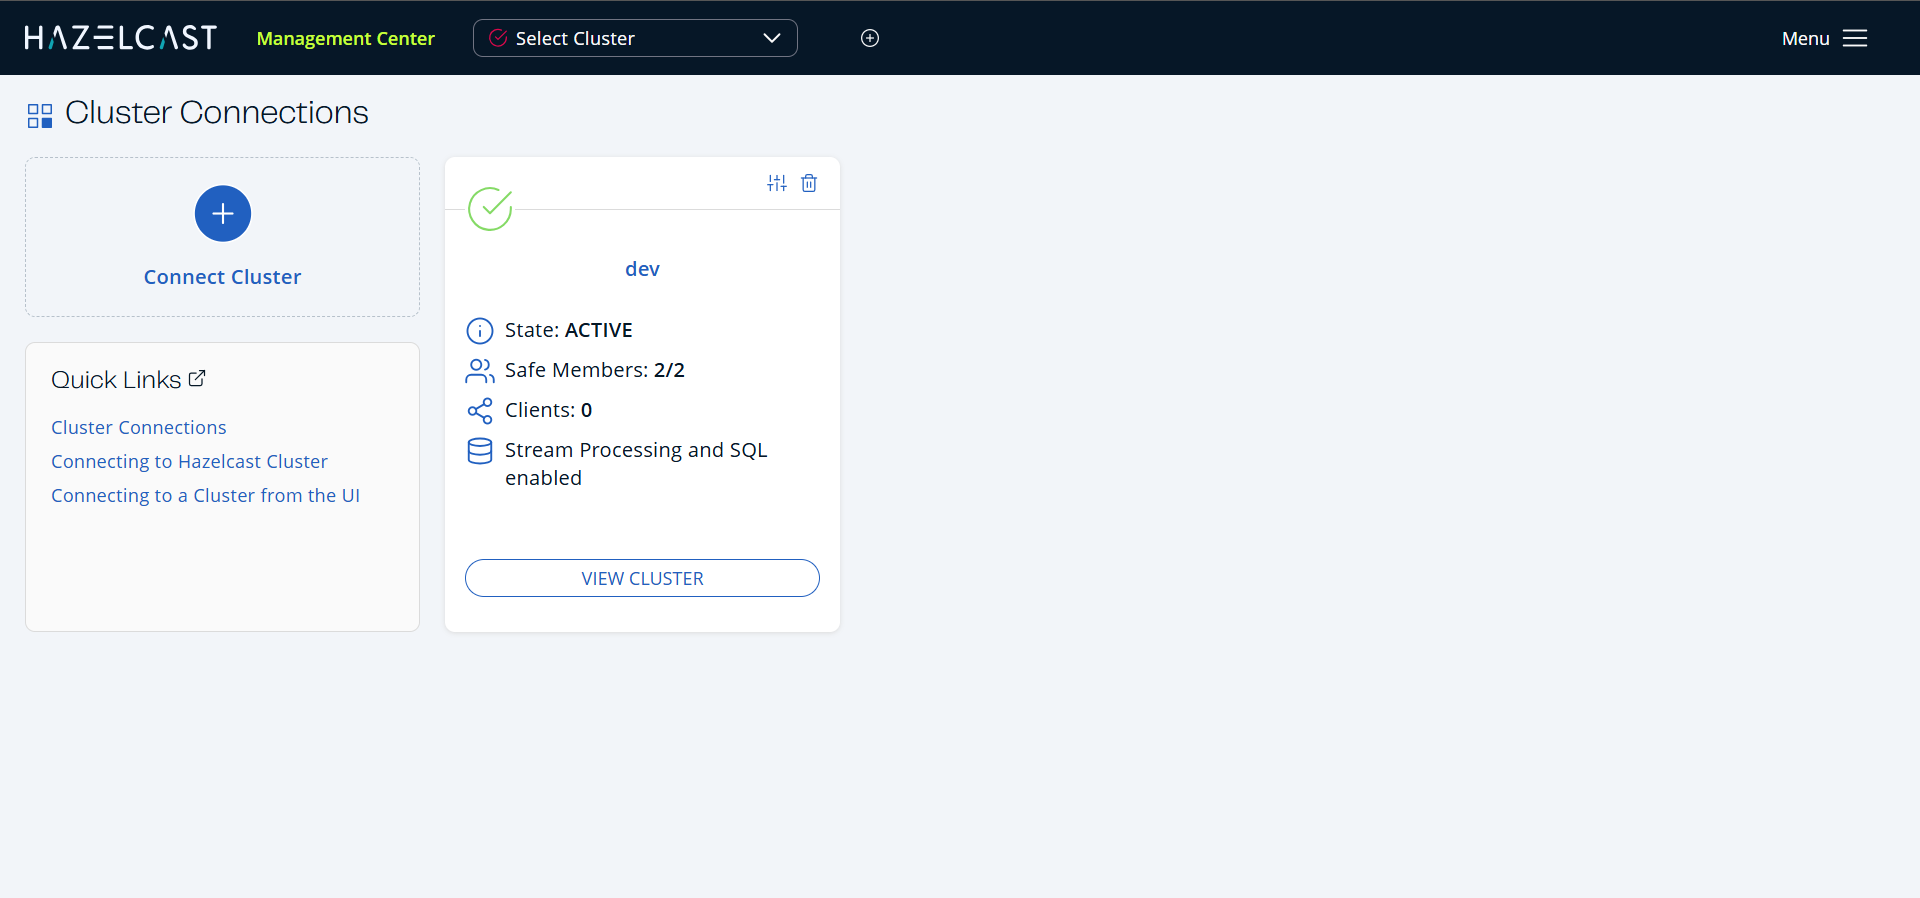 HAZELCAST
Management Center
Select Cluster
Menu
Cluster Connections
Connect Cluster
Quick Links
Cluster Connections
Connecting to Hazelcast Cluster
Connecting to a Cluster from the UI
dev
State: ACTIVE
Safe Members: 2/2
Clients: 0
Stream Processing and SQL
enabled
VIEW CLUSTER